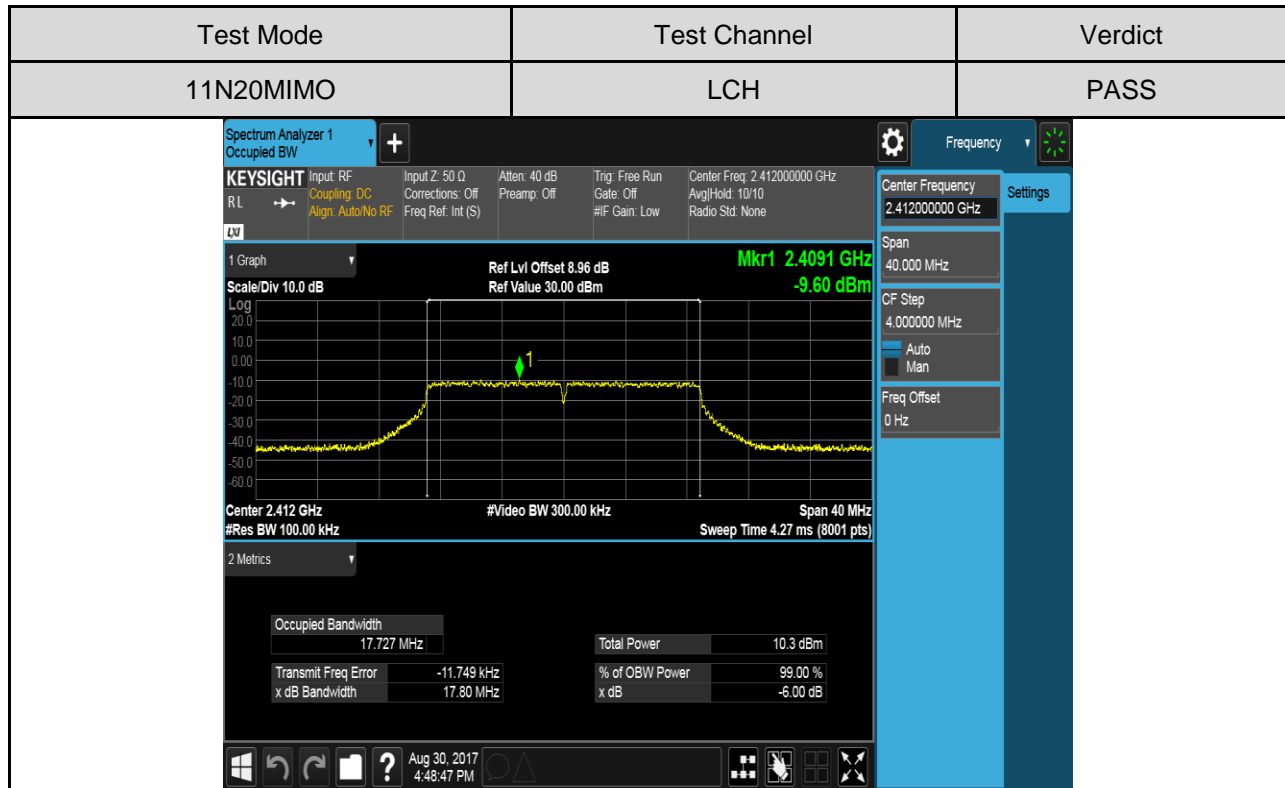 Test Mode Test Channel Verdict
11N20MIMO LCH PASS
Spectrum Analyzer 1
Occupied BW
+
Frequency
KEYSIGHT Input: RF Input Z: 50 Ω Atten: 40 dB Trig: Free Run Center Freq: 2.412000000 GHz
RL Coupling: DC Corrections: Off Preamp: Off Gate: Off Avg|Hold: 10/10
Align: Auto/No RF Freq Ref: Int (S) #IF Gain: Low Radio Std: None
LXI
Center Frequency
2.412000000 GHz
Settings
Span
40.000 MHz
CF Step
4.000000 MHz
Auto
Man
Freq Offset
0 Hz
1 Graph
Ref Lvl Offset 8.96 dB
Mkr1 2.4091 GHz
Scale/Div 10.0 dB
Ref Value 30.00 dBm
-9.60 dBm
Log
20.0
10.0
0.00
-10.0
-20.0
-30.0
-40.0
-50.0
-60.0
1
Center 2.412 GHz #Video BW 300.00 kHz Span 40 MHz
#Res BW 100.00 kHz Sweep Time 4.27 ms (8001 pts)
2 Metrics
Occupied Bandwidth
17.727 MHz
Total Power 10.3 dBm
Transmit Freq Error -11.749 kHz % of OBW Power 99.00 %
x dB Bandwidth 17.80 MHz x dB -6.00 dB
?
Aug 30, 2017
4:48:47 PM